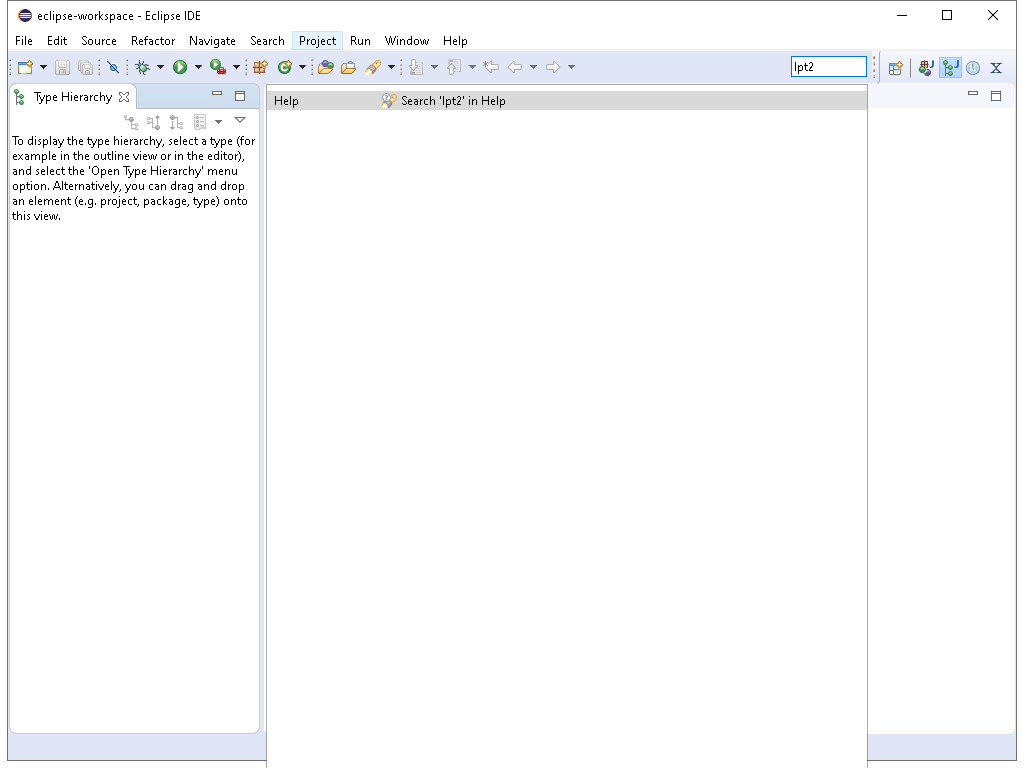 eclipse-workspace - Eclipse IDE
File Edit Source Refactor Navigate Search Project Run Window Help
lpt2
Type Hierarchy
Help Search 'lpt2' in Help
To display the type hierarchy, select a type (for
example in the outline view or in the editor),
and select the 'Open Type Hierarchy' menu
option. Alternatively, you can drag and drop
an element (e.g. project, package, type) onto
this view.